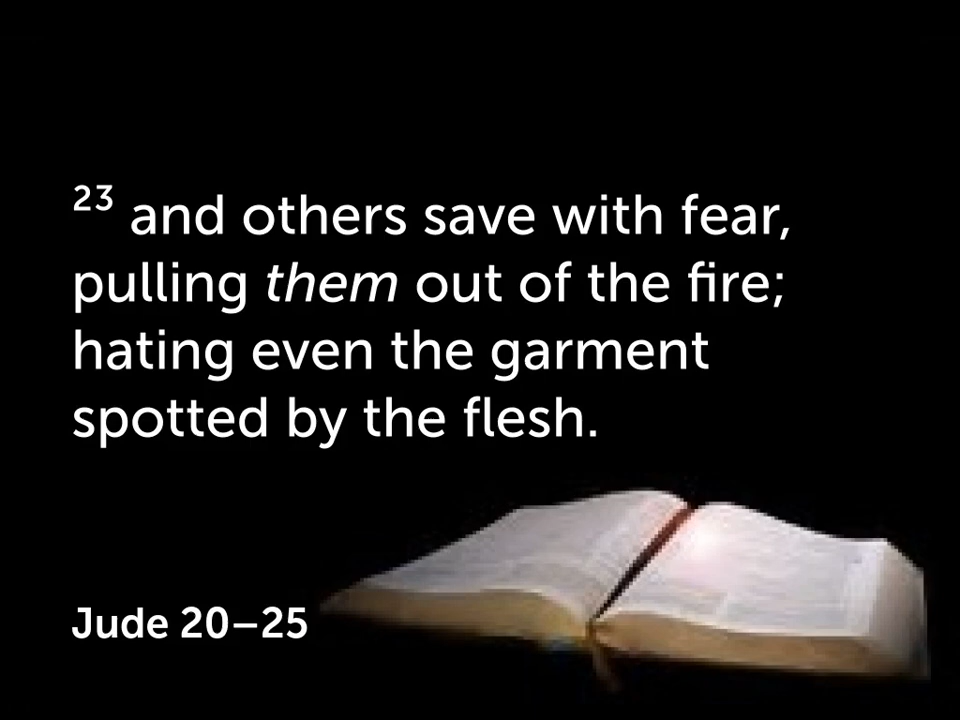 ²³ and others save with fear,
pulling them out of the fire;
hating even the garment
spotted by the flesh.
Jude 20–25